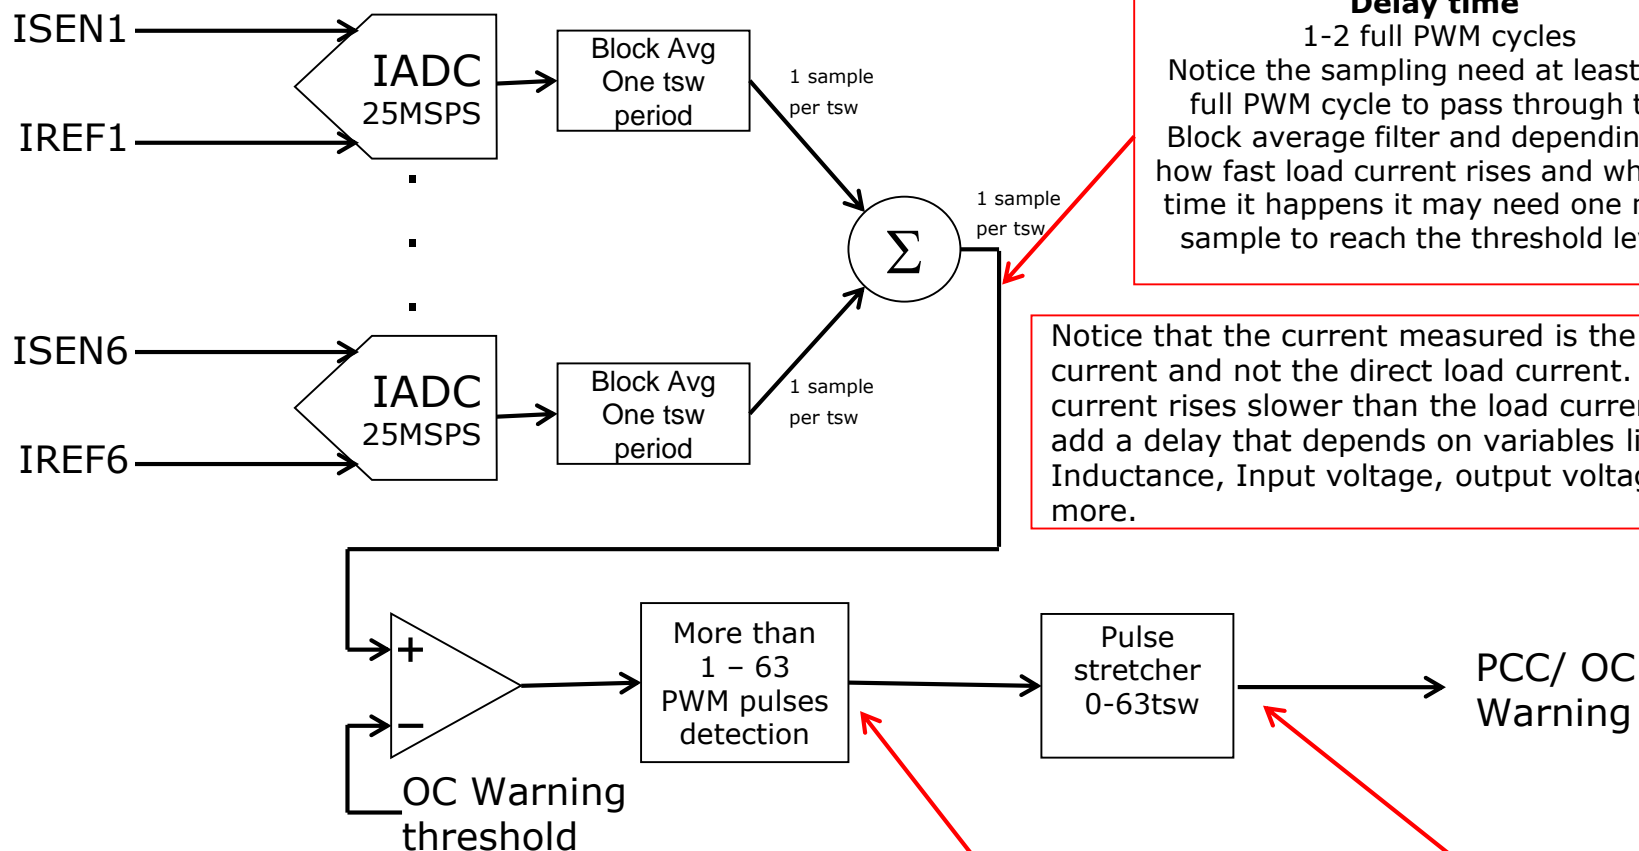 ISEN1
IREF1
IADC
25MSPS
Block Avg
One tsw
period
1 sample
per tsw
Delay time
1-2 full PWM cycles
Notice the sampling need at least
full PWM cycle to pass through
Block average filter and
how fast load current rises and
time it happens it may need one
sample to reach the threshold
Σ
1 sample
per tsw
ISEN6
IREF6
IADC
25MSPS
Block Avg
One tsw
period
1 sample
per tsw
Notice that the current measured is the
current and not the direct load current.
current rises slower than the load
add a delay that depends on variables
Inductance, Input voltage, output
more.
+
−
OC Warning
threshold
More than
1 – 63
PWM pulses
detection
Pulse
stretcher
0-63tsw
PCC/ OC
Warning